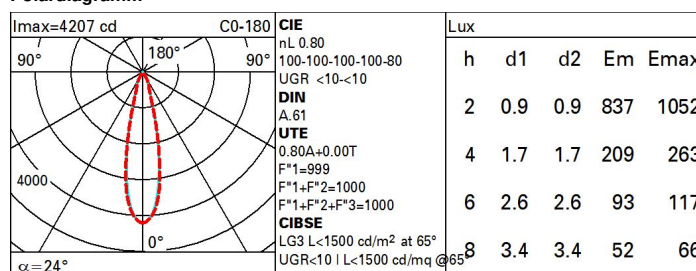 Imax=4207 cd C0-180
90° 180° 90°
4000
0°
α=24°
CIE
nL 0.80
100-100-100-100-80
UGR <10-<10
DIN
A.61
UTE
0.80A+0.00T
F"1=999
F"1+F"2=1000
F"1+F"2+F"3=1000
CIBSE
LG3 L<1500 cd/m² at 65°
UGR<10 | L<1500 cd/mq @65°
Lux
h d1 d2 Em Emax
2 0.9 0.9 837 1052
4 1.7 1.7 209 263
6 2.6 2.6 93 117
8 3.4 3.4 52 66